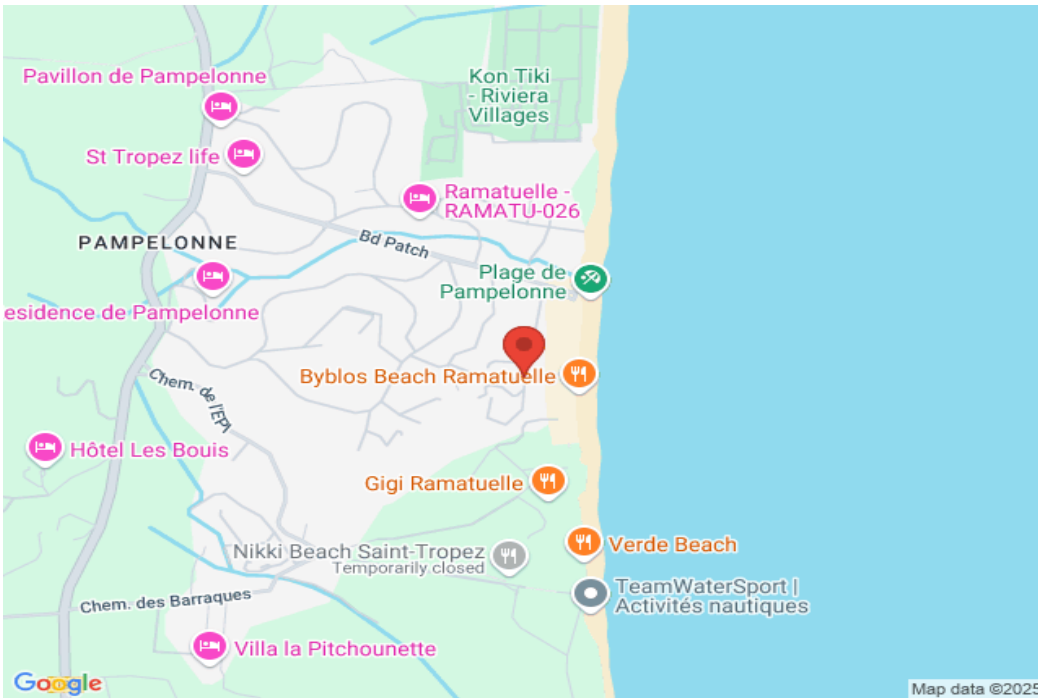 Pavillon de Pampelonne
Kon Tiki
- Riviera
Villages
St Tropez life
Ramatuelle -
RAMATU-026
PAMPELONNE
Bd Patch
Plage de
Pampelonne
esidence de Pampelonne
Byblos Beach Ramatuelle
Chem. de l'EPI
Hôtel Les Bouis
Gigi Ramatuelle
Nikki Beach Saint-Tropez
Temporarily closed
Verde Beach
TeamWaterSport |
Activités nautiques
Chem. des Barraques
Villa la Pitchounette
Google
Map data ©2025